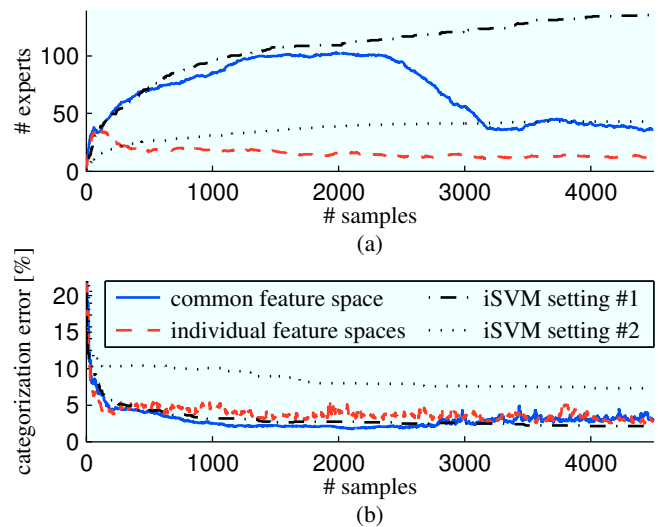 # experts
100
50
0
0 1000 2000 3000 4000
# samples
(a)
categorization error [%]
20
15
10
5
0
common feature space
individual feature spaces
iSVM setting #1
iSVM setting #2
0 1000 2000 3000 4000
# samples
(b)